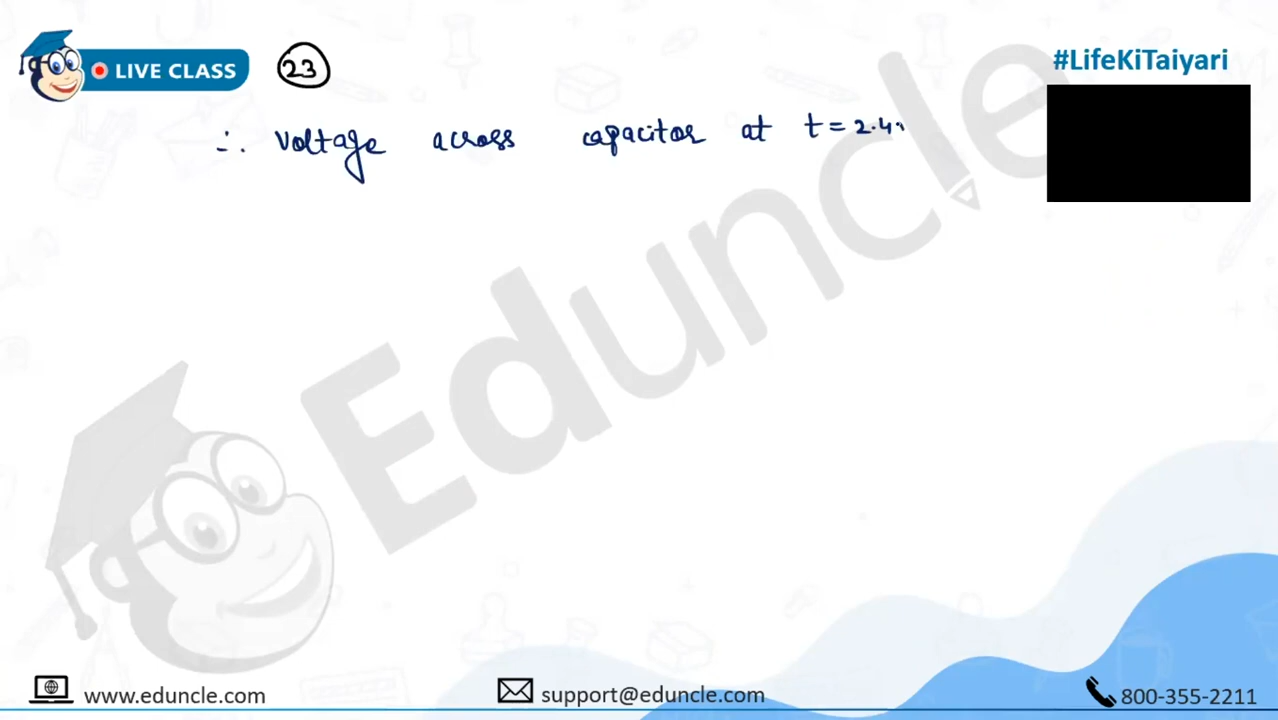 LIVE CLASS
23
#LifeKiTaiyari
∴ voltage across capacitor at t = 2.4
Eduncle
www.eduncle.com
support@eduncle.com
800-355-2211